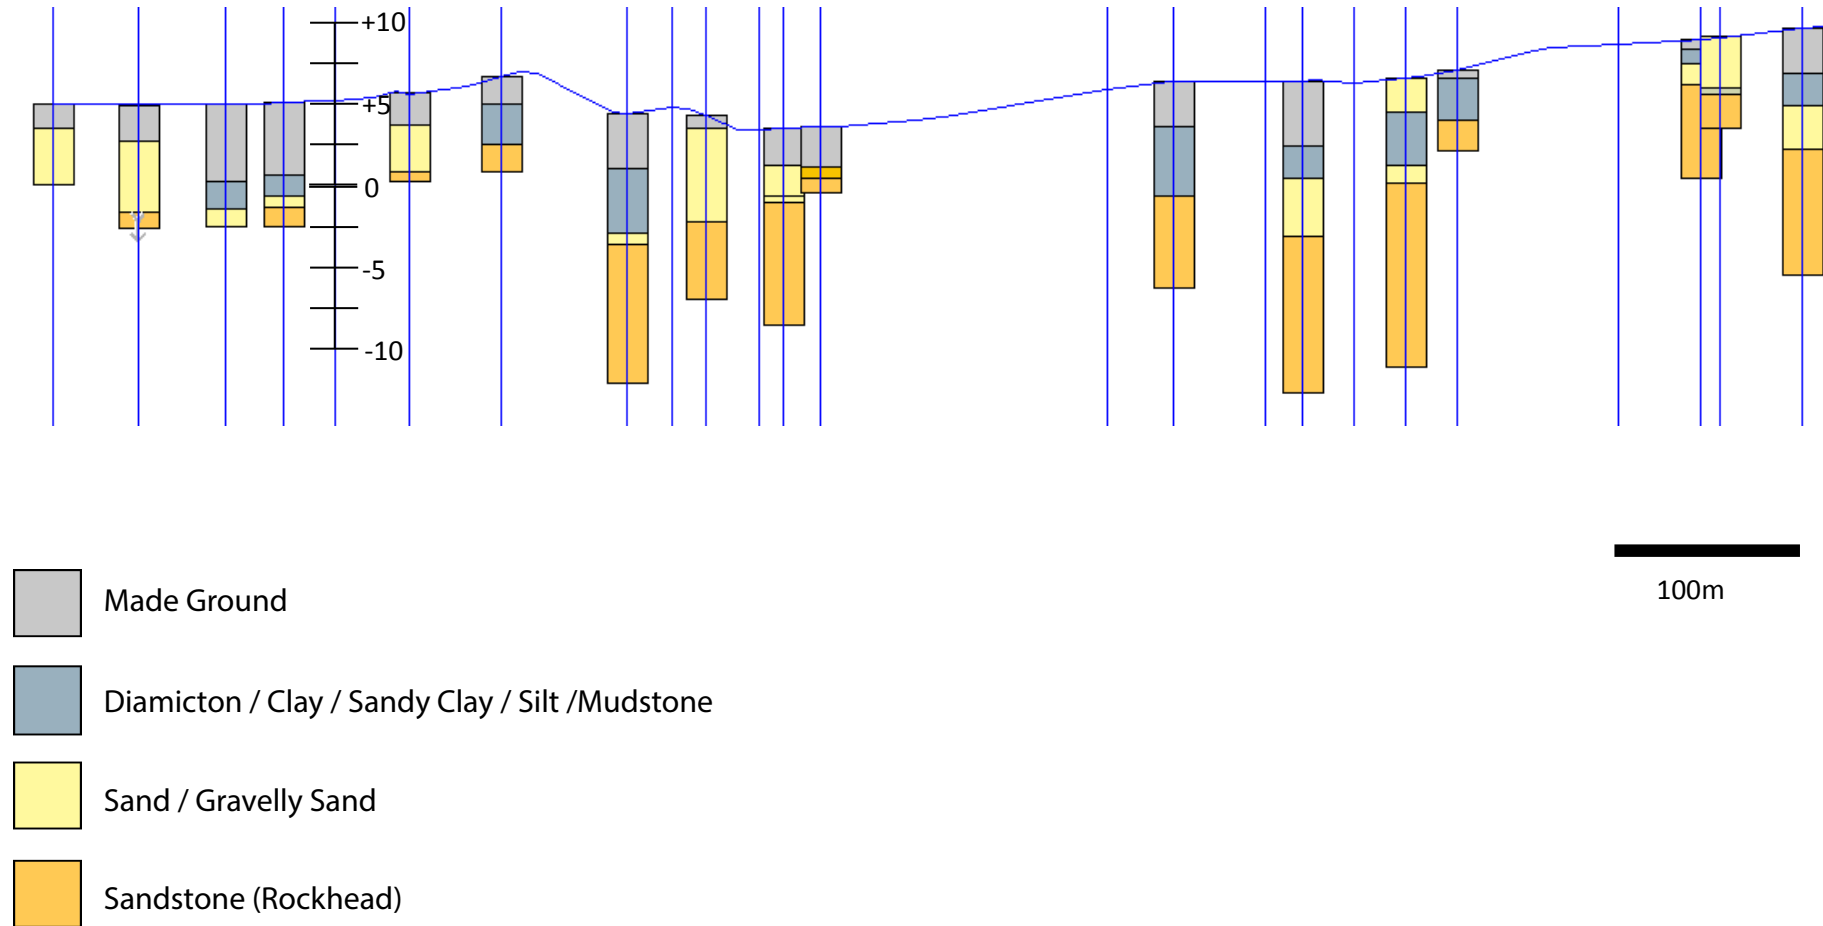 +10
+5
0
-5
-10
100m
Made Ground
Diamicton / Clay / Sandy Clay / Silt /Mudstone
Sand / Gravelly Sand
Sandstone (Rockhead)